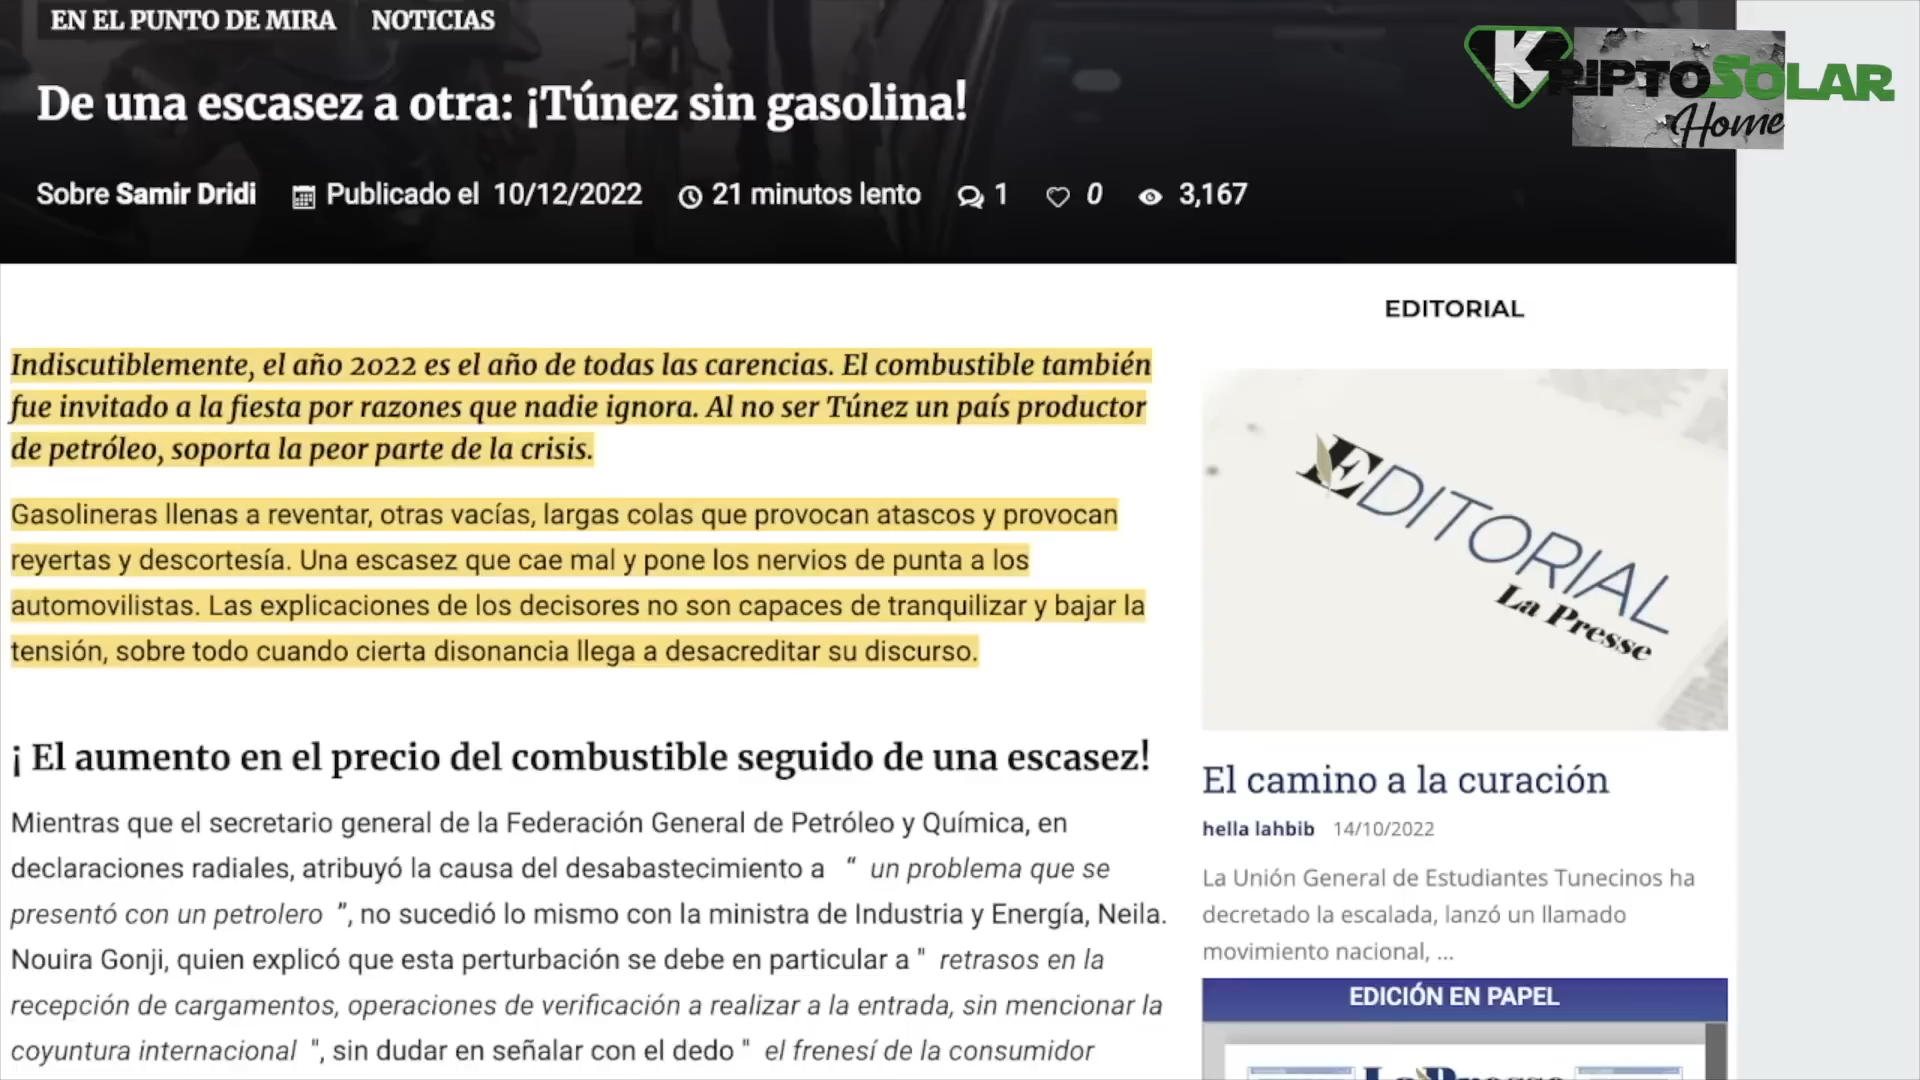 EN EL PUNTO DE MIRA NOTICIAS
KRIPTOSOLAR
Home
De una escasez a otra: ¡Túnez sin gasolina!
Sobre Samir Dridi Publicado el 10/12/2022 21 minutos lento 1 0 3,167
Indiscutiblemente, el año 2022 es el año de todas las carencias. El combustible también
fue invitado a la fiesta por razones que nadie ignora. Al no ser Túnez un país productor
de petróleo, soporta la peor parte de la crisis.
Gasolineras llenas a reventar, otras vacías, largas colas que provocan atascos y provocan
reyertas y descortesía. Una escasez que cae mal y pone los nervios de punta a los
automovilistas. Las explicaciones de los decisores no son capaces de tranquilizar y bajar la
tensión, sobre todo cuando cierta disonancia llega a desacreditar su discurso.
¡ El aumento en el precio del combustible seguido de una escasez!
Mientras que el secretario general de la Federación General de Petróleo y Química, en
declaraciones radiales, atribuyó la causa del desabastecimiento a “ un problema que se
presentó con un petrolero ”, no sucedió lo mismo con la ministra de Industria y Energía, Neila.
Nouira Gonji, quien explicó que esta perturbación se debe en particular a " retrasos en la
recepción de cargamentos, operaciones de verificación a realizar a la entrada, sin mencionar la
coyuntura internacional ", sin dudar en señalar con el dedo " el frenesí de la consumidor
EDITORIAL
EDITORIAL
La Presse
El camino a la curación
hella lahbib 14/10/2022
La Unión General de Estudiantes Tunecinos ha
decretado la escalada, lanzó un llamado
movimiento nacional, ...
EDICIÓN EN PAPEL
La Presse